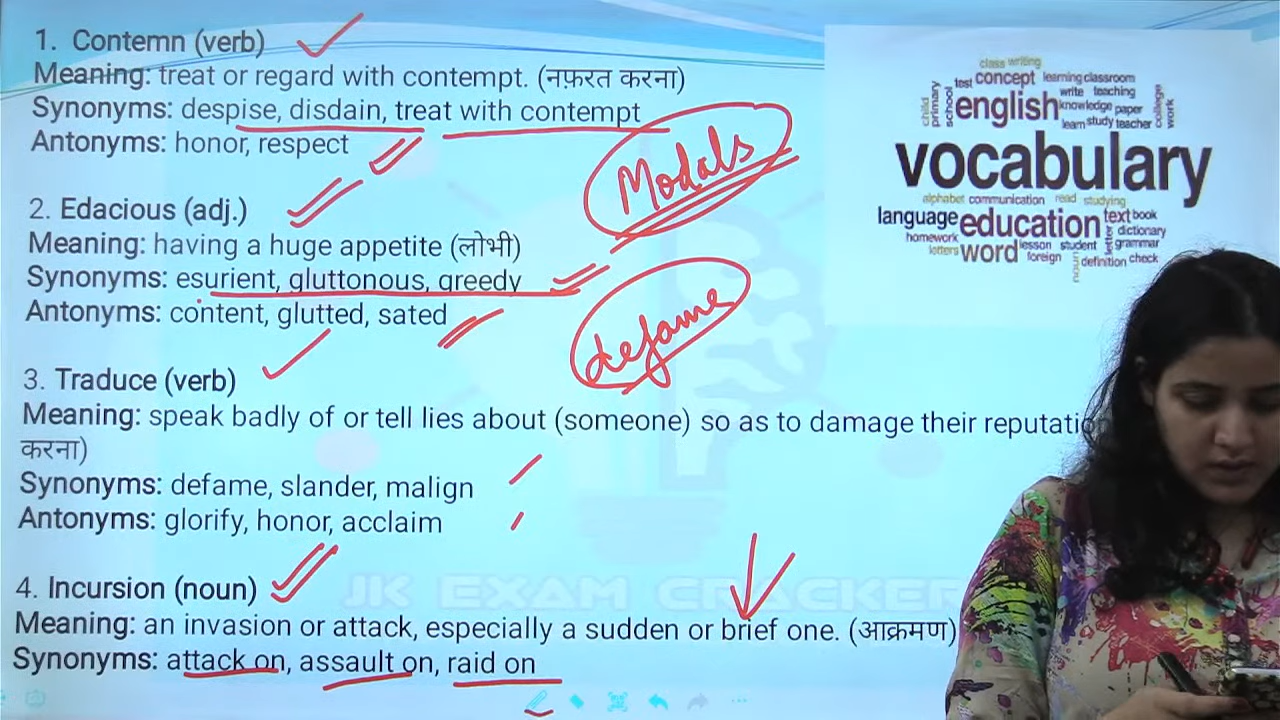 1. Contemn (verb)
Meaning: treat or regard with contempt. (नफ़रत करना)
Synonyms: despise, disdain, treat with contempt
Antonyms: honor, respect
2. Edacious (adj.)
Meaning: having a huge appetite (लोभी)
Synonyms: esurient, gluttonous, greedy
Antonyms: content, glutted, sated
3. Traduce (verb)
Meaning: speak badly of or tell lies about (someone) so as to damage their
करना)
Synonyms: defame, slander, malign
Antonyms: glorify, honor, acclaim
4. Incursion (noun)
Meaning: an invasion or attack, especially a sudden or brief one. (आक्रमण)
Synonyms: attack on, assault on, raid on
Modals
defame
JK EXAM CRACKER
class writing
test concept learning classroom
write teaching
child primary school english knowledge paper college work
learn study teacher
vocabulary
alphabet communication read studying
language education text book
homework letter dictionary
letters word lesson student grammar
noun foreign definition check